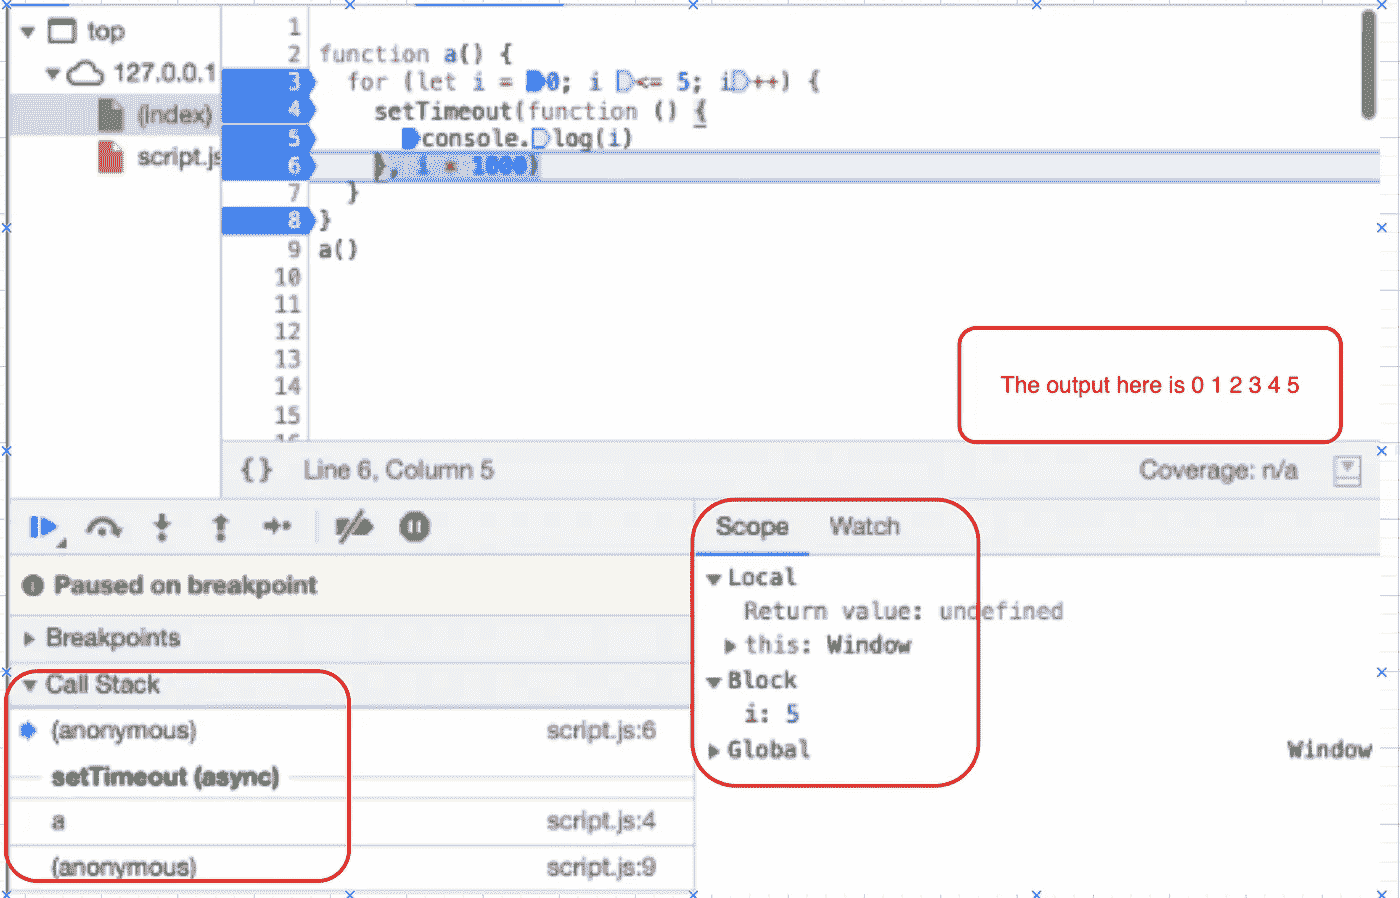 top
127.0.0.1
(index)
script.js
1
2 function a() {
3 for (let i = 0; i <= 5; i++) {
4 setTimeout(function () {
5 console.log(i)
6 }, i * 1000)
7 }
8 }
9 a()
10
11
12
13
14
15
16
The output here is 0 1 2 3 4 5
{} Line 6, Column 5
Coverage: n/a
Paused on breakpoint
Breakpoints
Call Stack
(anonymous) script.js:6
setTimeout (async)
a script.js:4
(anonymous) script.js:9
Scope Watch
Local
Return value: undefined
this: Window
Block
i: 5
Global Window